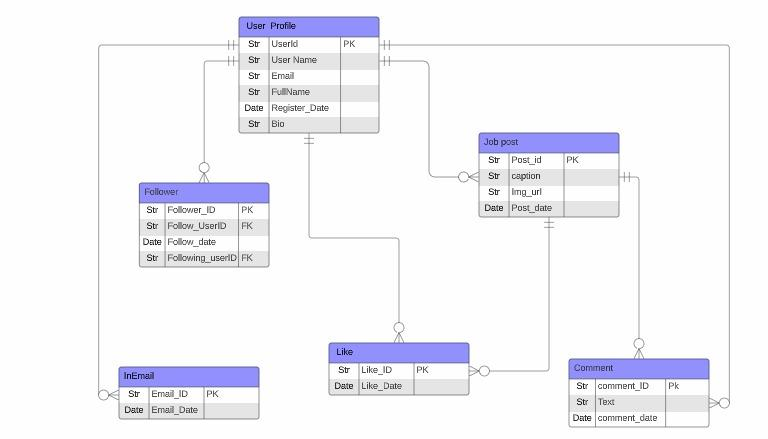 User Profile
Str UserId PK
Str User Name
Str Email
Str FullName
Date Register_Date
Str Bio
Job post
Str Post_id PK
Str caption
Str Img_url
Date Post_date
Follower
Str Follower_ID PK
Str Follow_UserID FK
Date Follow_date
Str Following_userID FK
Like
Str Like_ID PK
Date Like_Date
InEmail
Str Email_ID PK
Date Email_Date
Comment
Str comment_ID Pk
Str Text
Date comment_date